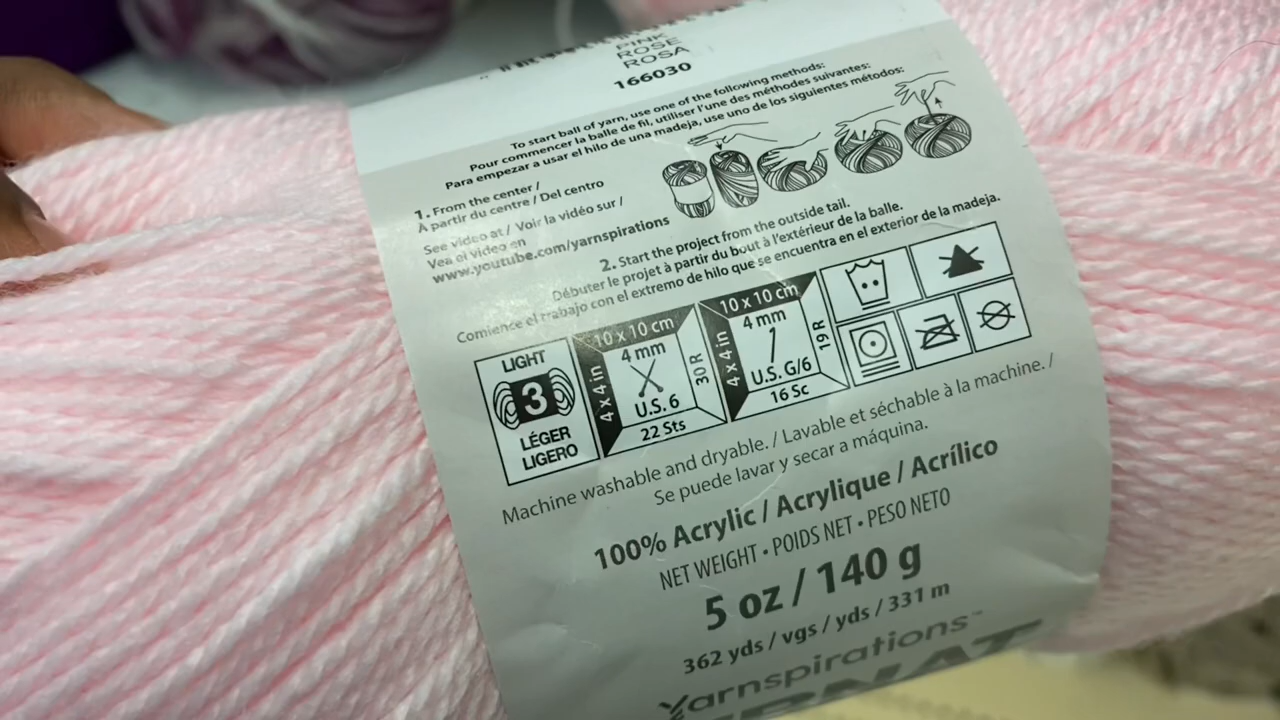 PINK
ROSE
ROSA
166030
To start ball of yarn, use one of the following methods:
Pour commencer la balle de fil, utiliser l'une des méthodes suivantes:
Para empezar a usar el hilo de una madeja, use uno de los siguientes métodos:
1. From the center /
À partir du centre / Del centro
See video at / Voir la vidéo sur /
Vea el video en
www.youtube.com/yarnspirations
2. Start the project from the outside tail.
Débuter le projet à partir du bout à l'extérieur de la balle.
Comience el trabajo con el extremo de hilo que se encuentra en el exterior de la madeja.
LIGHT
3
LÉGER
LIGERO
10 x 10 cm
4 x 4 in
4 mm
U.S. 6
30 R
22 Sts
10 x 10 cm
4 x 4 in
4 mm
U.S. G/6
19 R
16 Sc
Machine washable and dryable. / Lavable et séchable à la machine. /
Se puede lavar y secar a máquina.
100% Acrylic / Acrylique / Acrílico
NET WEIGHT • POIDS NET • PESO NETO
5 oz / 140 g
362 yds / vgs / yds / 331 m
Yarnspirations™